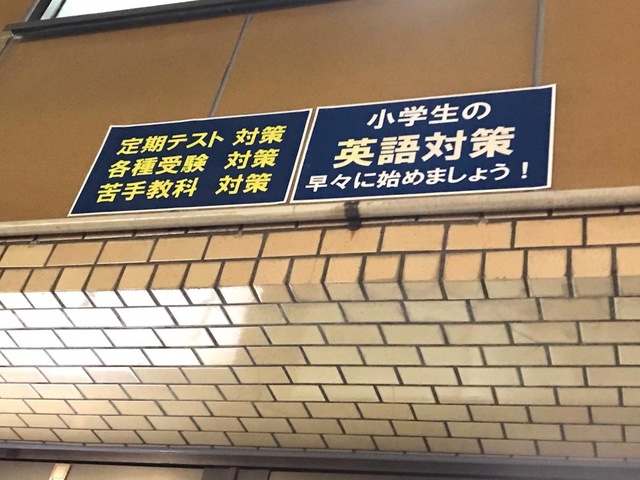 定期テスト 対策
各種受験 対策
苦手教科 対策
小学生の
英語対策
早々に始めましょう！